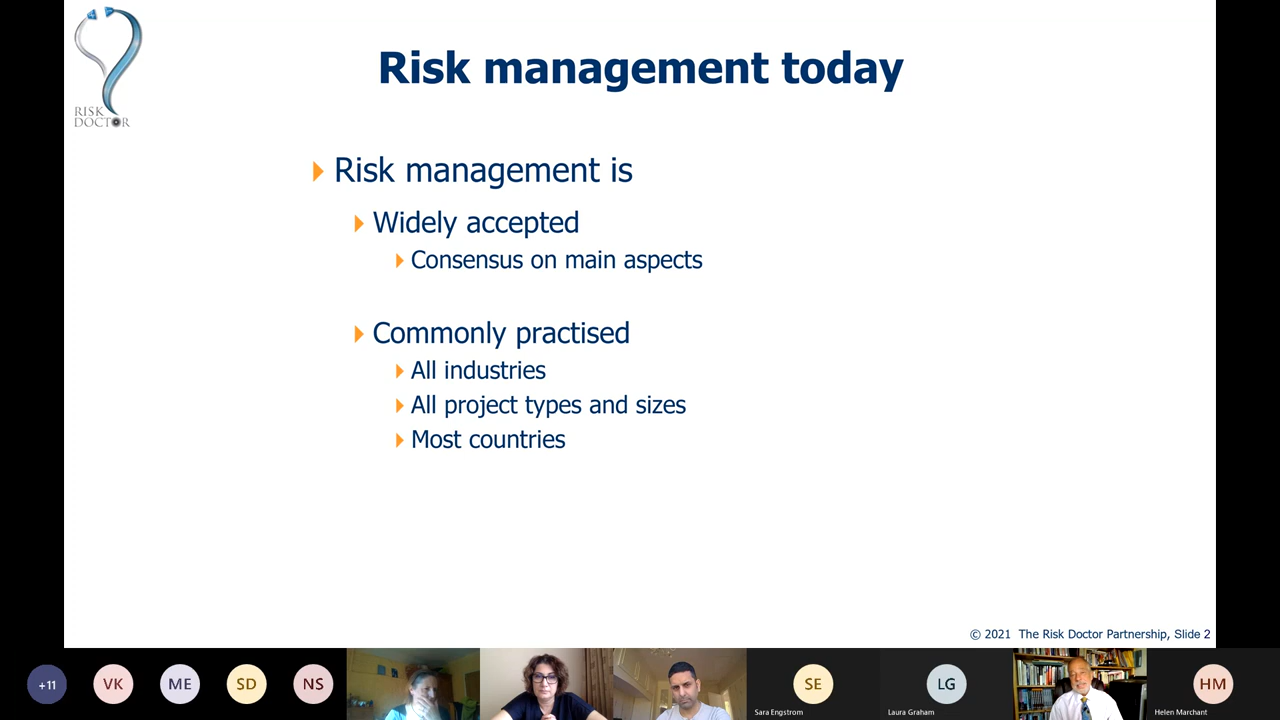 RISK
DOCTOR
Risk management today
Risk management is
Widely accepted
Consensus on main aspects
Commonly practised
All industries
All project types and sizes
Most countries
© 2021 The Risk Doctor Partnership, Slide 2
+11
VK
ME
SD
NS
SE
Sara Engstrom
LG
Laura Graham
HM
Helen Marchant